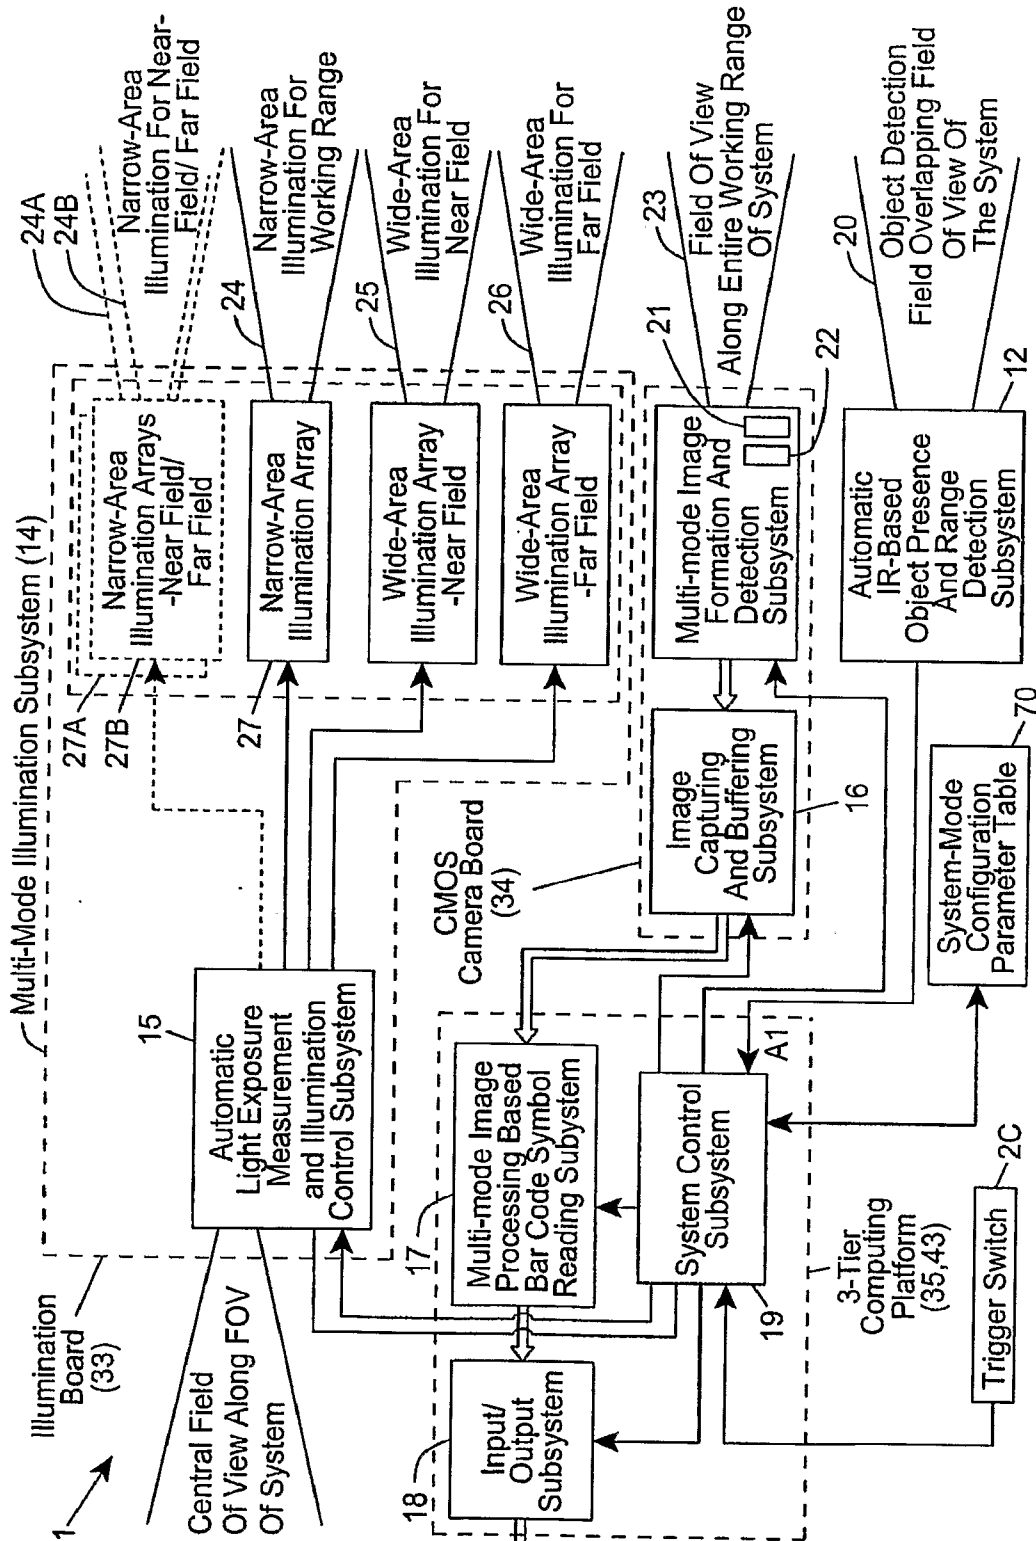 1
Illumination
Board
(33)
Multi-Mode Illumination Subsystem (14)
Central Field
Of View Along FOV
Of System
15
Automatic
Light Exposure
Measurement
and Illumination
Control Subsystem
27A
27B
Narrow-Area
Illumination Arrays
-Near Field/
Far Field
24A
24B
Narrow-Area
Illumination For Near-
Field/ Far Field
27
Narrow-Area
Illumination Array
24
Narrow-Area
Illumination For
Working Range
Wide-Area
Illumination Array
-Near Field
25
Wide-Area
Illumination For
Near Field
Wide-Area
Illumination Array
-Far Field
26
Wide-Area
Illumination For
Far Field
CMOS
Camera Board
(34)
Image
Capturing
And Buffering
Subsystem
16
Multi-mode Image
Formation And
Detection
Subsystem
21
22
23
Field Of View
Along Entire Working Range
Of System
18
Input/
Output
Subsystem
17
Multi-mode Image
Processing Based
Bar Code Symbol
Reading Subystem
System Control
Subsystem
19
A1
Automatic
IR-Based
Object Presence
And Range
Detection
Subsystem
12
20
Object Detection
Field Overlapping Field
Of View Of
The System
3-Tier
Computing
Platform
(35,43)
Trigger Switch
2C
System-Mode
Configuration
Parameter Table
70